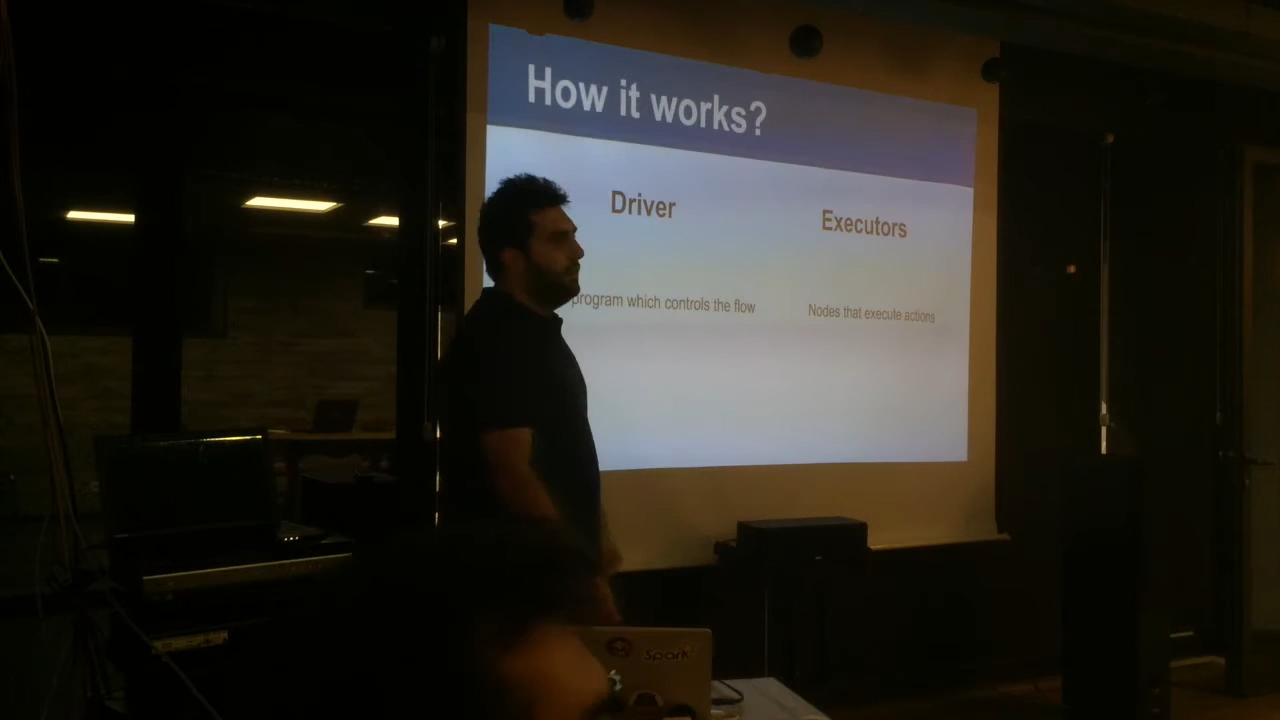 How it works?
Driver
Executors
program which controls the flow
Nodes that execute actions
Spark